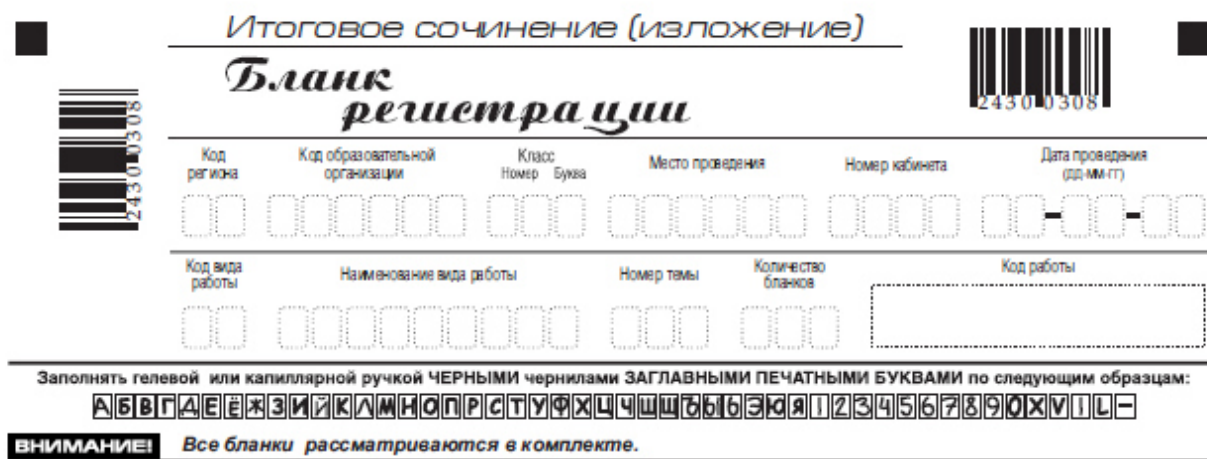 Итоговое сочинение (изложение)
Бланк
регистрации
2430 0308
2430 0308
Код региона
Код образовательной организации
Класс
Номер Буква
Место проведения
Номер кабинета
Дата проведения
(ДД-ММ-ГГ)
Код вида работы
Наименование вида работы
Номер темы
Количество бланков
Код работы
Заполнять гелевой или капиллярной ручкой ЧЕРНЫМИ чернилами ЗАГЛАВНЫМИ ПЕЧАТНЫМИ БУКВАМИ по следующим образцам:
АБВГДЕЁЖЗИЙКЛМНОПРСТУФХЦЧШЩЪЫЬЭЮЯ1234567890XVIL-
ВНИМАНИЕ! Все бланки рассматриваются в комплекте.